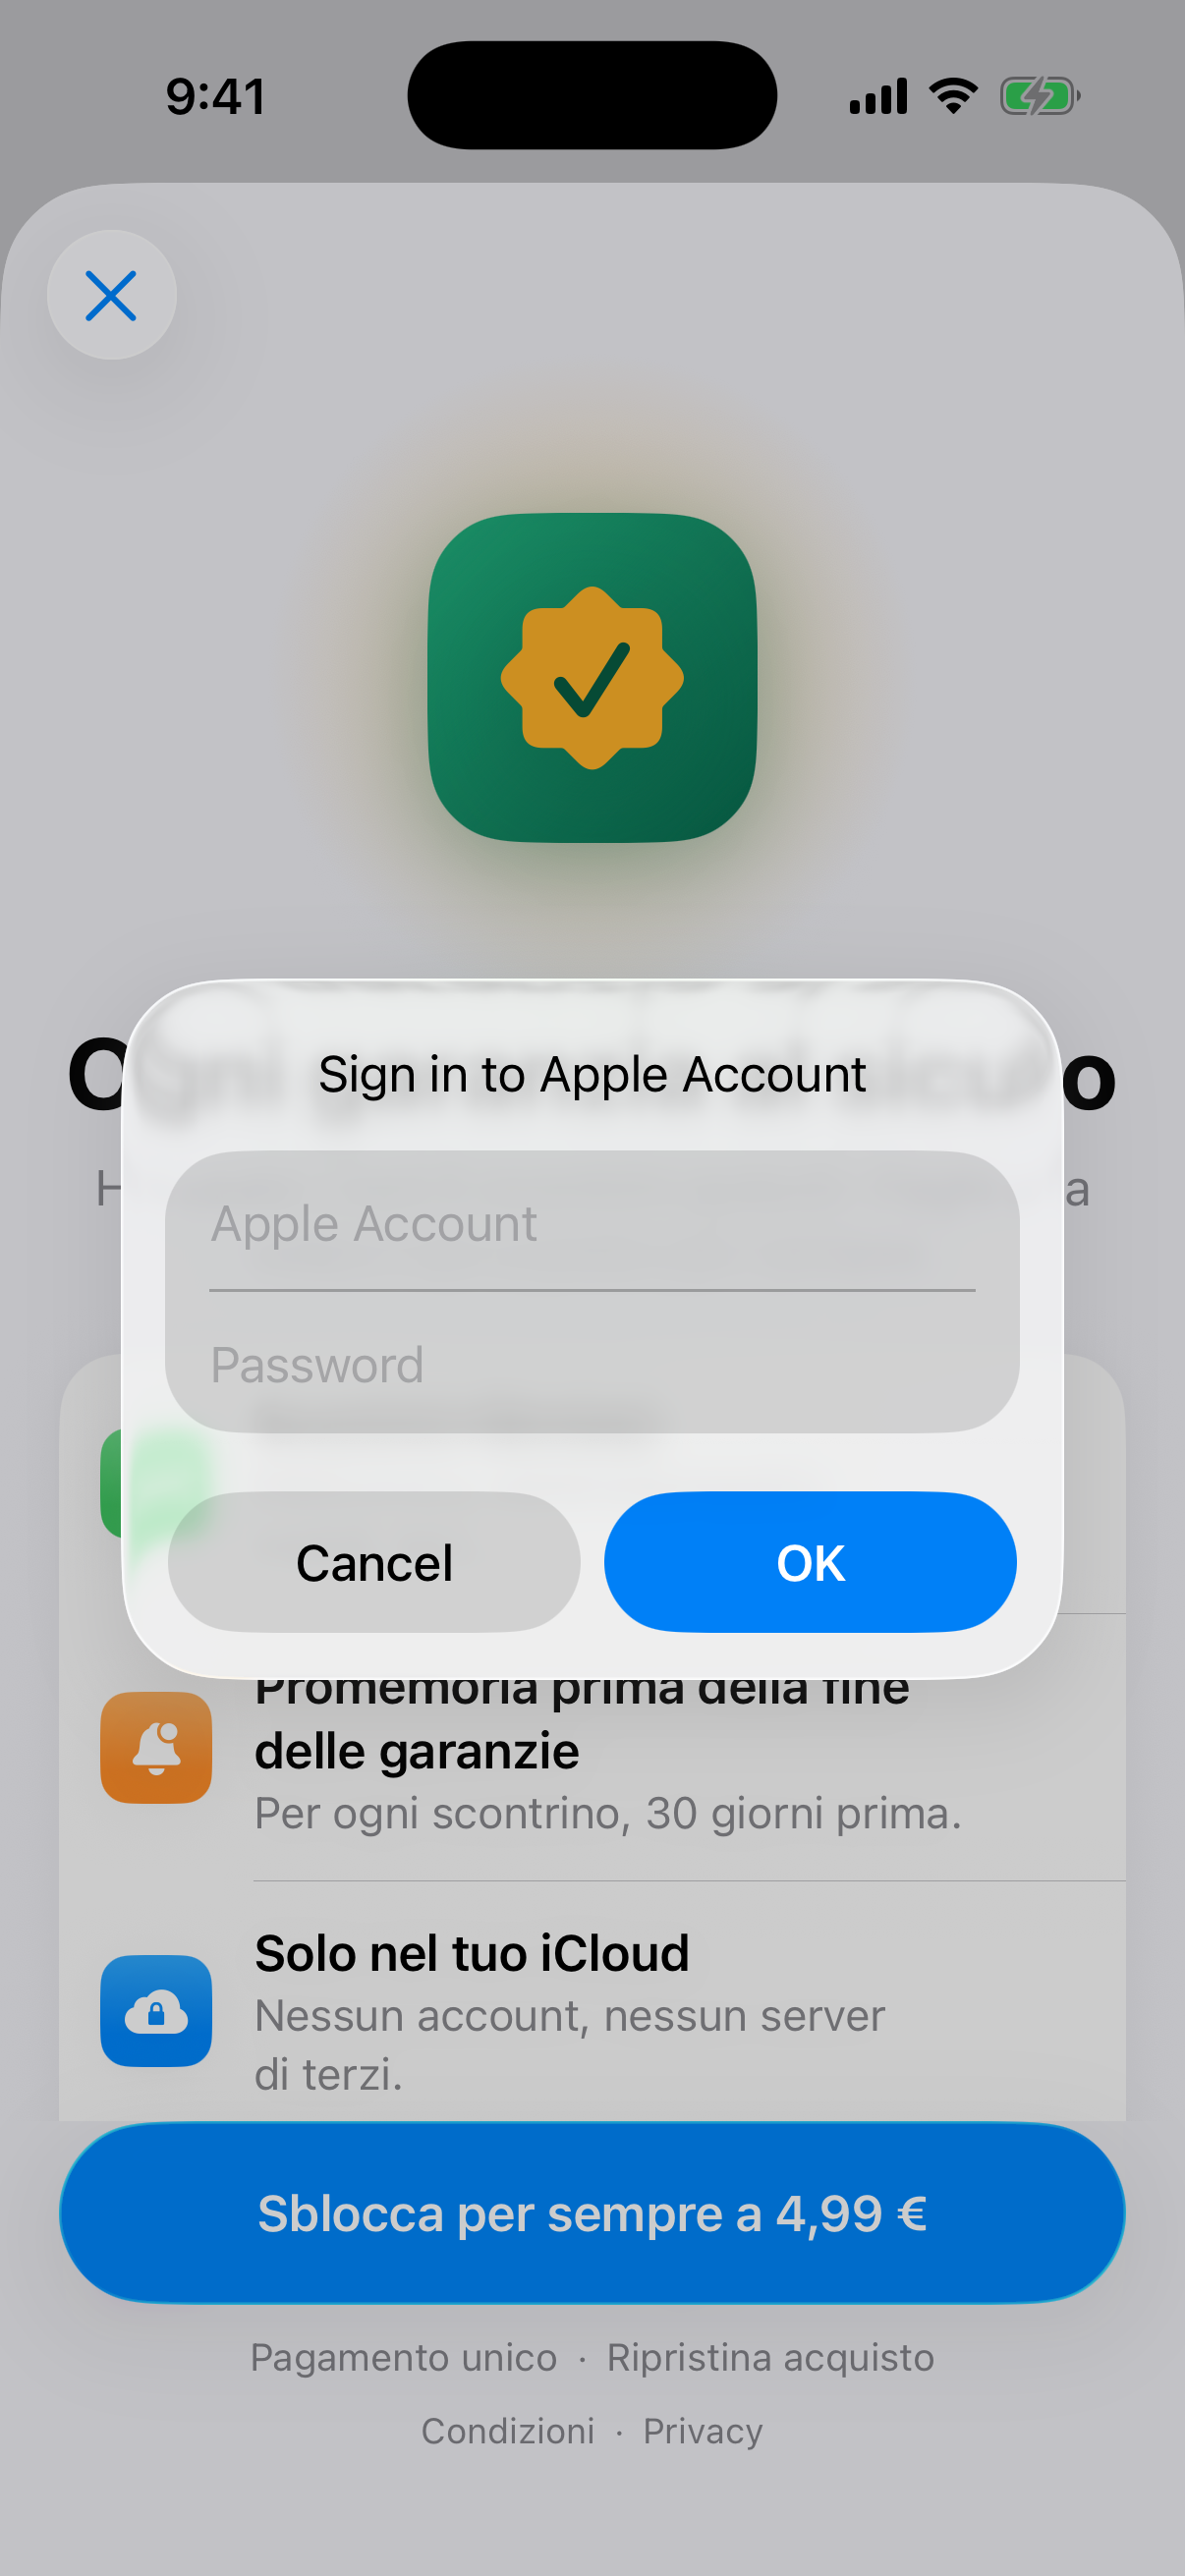 9:41
Sign in to Apple Account
Apple Account
Password
Cancel
OK
Promemoria prima della fine
delle garanzie
Per ogni scontrino, 30 giorni prima.
Solo nel tuo iCloud
Nessun account, nessun server
di terzi.
Sblocca per sempre a 4,99 €
Pagamento unico · Ripristina acquisto
Condizioni · Privacy